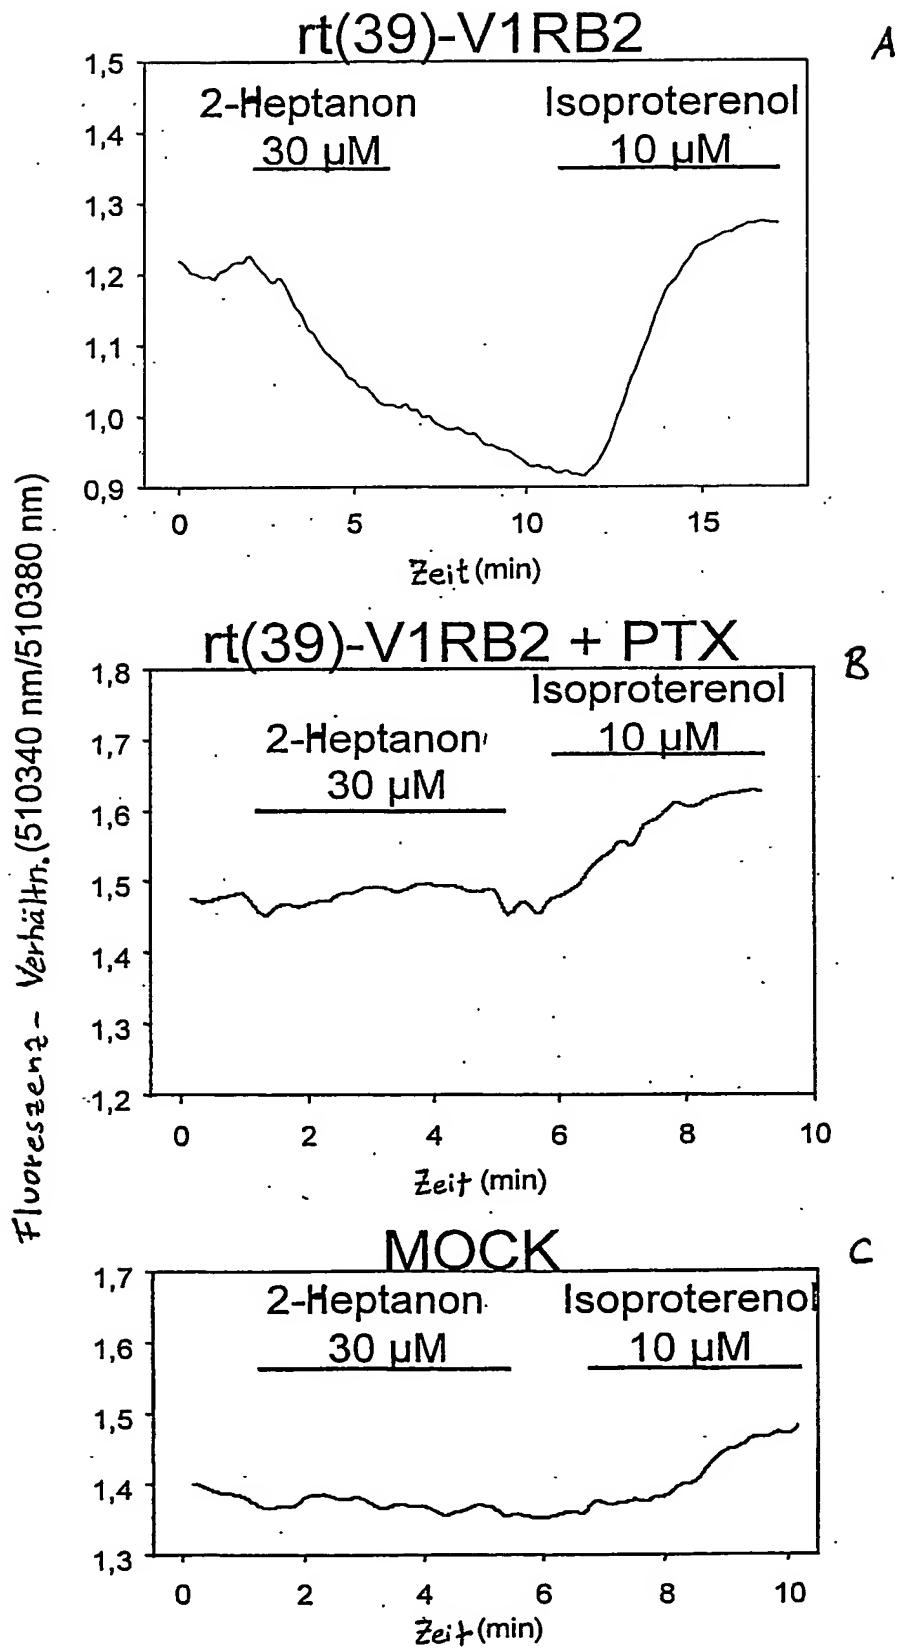 rt(39)-V1RB2
A
1,5
2-Heptanon
Isoproterenol
1,4
30 µM
10 µM
1,3
1,2
1,1
1,0
0,9
0
5
10
15
Zeit (min)
Fluoreszenz - Verhältn. (510340 nm/510380 nm)
rt(39)-V1RB2 + PTX
B
1,8
Isoproterenol
1,7
2-Heptanon
10 µM
30 µM
1,6
1,5
1,4
1,3
1,2
0
2
4
6
8
10
Zeit (min)
MOCK
C
1,7
2-Heptanon
Isoproterenol
1,6
30 µM
10 µM
1,5
1,4
1,3
0
2
4
6
8
10
Zeit (min)